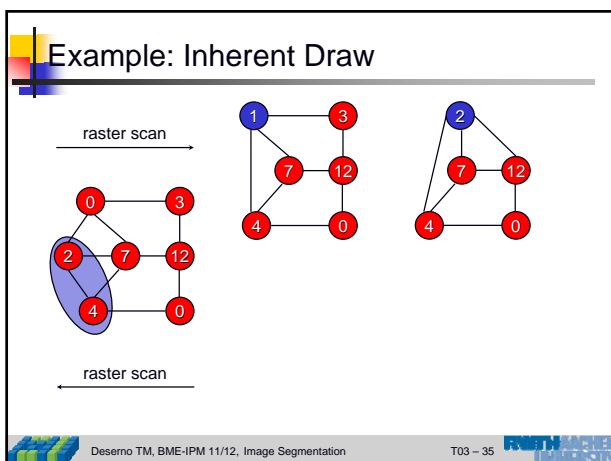 Example: Inherent Draw
raster scan
0 3
2 7 12
4 0
raster scan
1 3
7 12
4 0
2
7 12
4 0
Deserno TM, BME-IPM 11/12, Image Segmentation T03 – 35